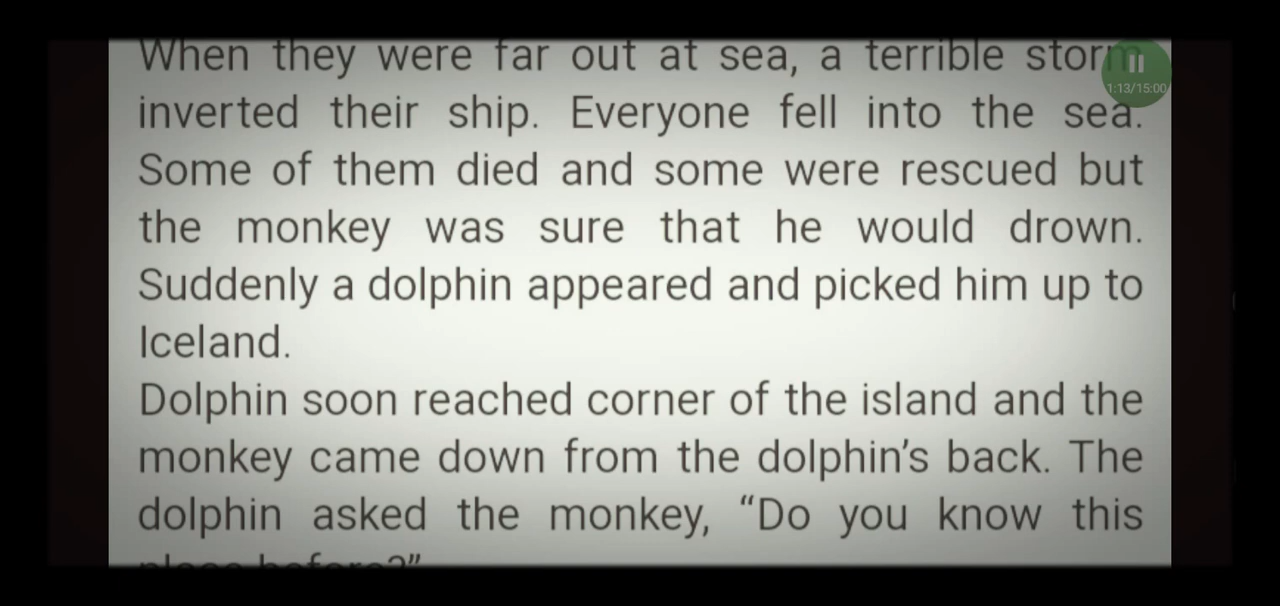 When they were far out at sea, a terrible storm
inverted their ship. Everyone fell into the sea.
Some of them died and some were rescued but
the monkey was sure that he would drown.
Suddenly a dolphin appeared and picked him up to
Iceland.
Dolphin soon reached corner of the island and the
monkey came down from the dolphin’s back. The
dolphin asked the monkey, “Do you know this
place before?”
1:13/15:00